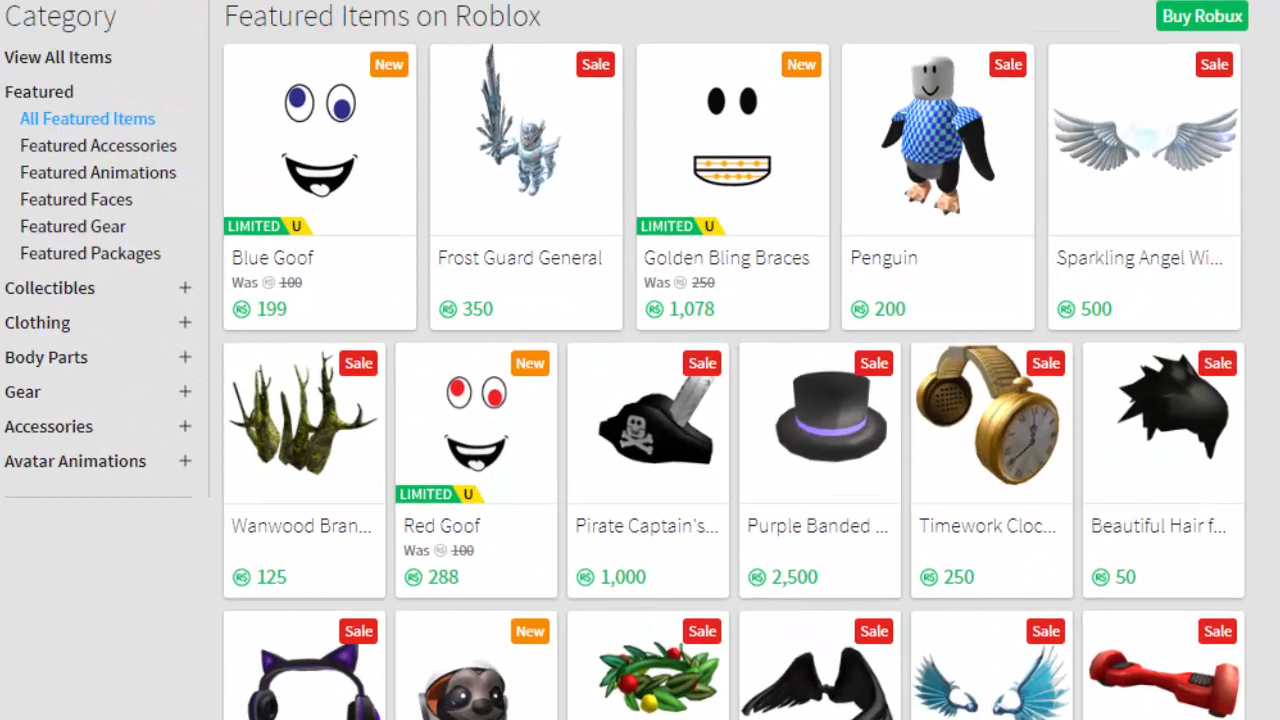 Category
View All Items
Featured
All Featured Items
Featured Accessories
Featured Animations
Featured Faces
Featured Gear
Featured Packages
Collectibles +
Clothing +
Body Parts +
Gear +
Accessories +
Avatar Animations +
Featured Items on Roblox
Buy Robux
New
LIMITED U
Blue Goof
Was R$ 100
R$ 199
Sale
Frost Guard General
R$ 350
New
LIMITED U
Golden Bling Braces
Was R$ 250
R$ 1,078
Sale
Penguin
R$ 200
Sale
Sparkling Angel Wi...
R$ 500
Sale
Wanwood Bran...
R$ 125
New
LIMITED U
Red Goof
Was R$ 100
R$ 288
Sale
Pirate Captain's...
R$ 1,000
Sale
Purple Banded ...
R$ 2,500
Sale
Timework Cloc...
R$ 250
Sale
Beautiful Hair f...
R$ 50
Sale
New
Sale
Sale
Sale
Sale